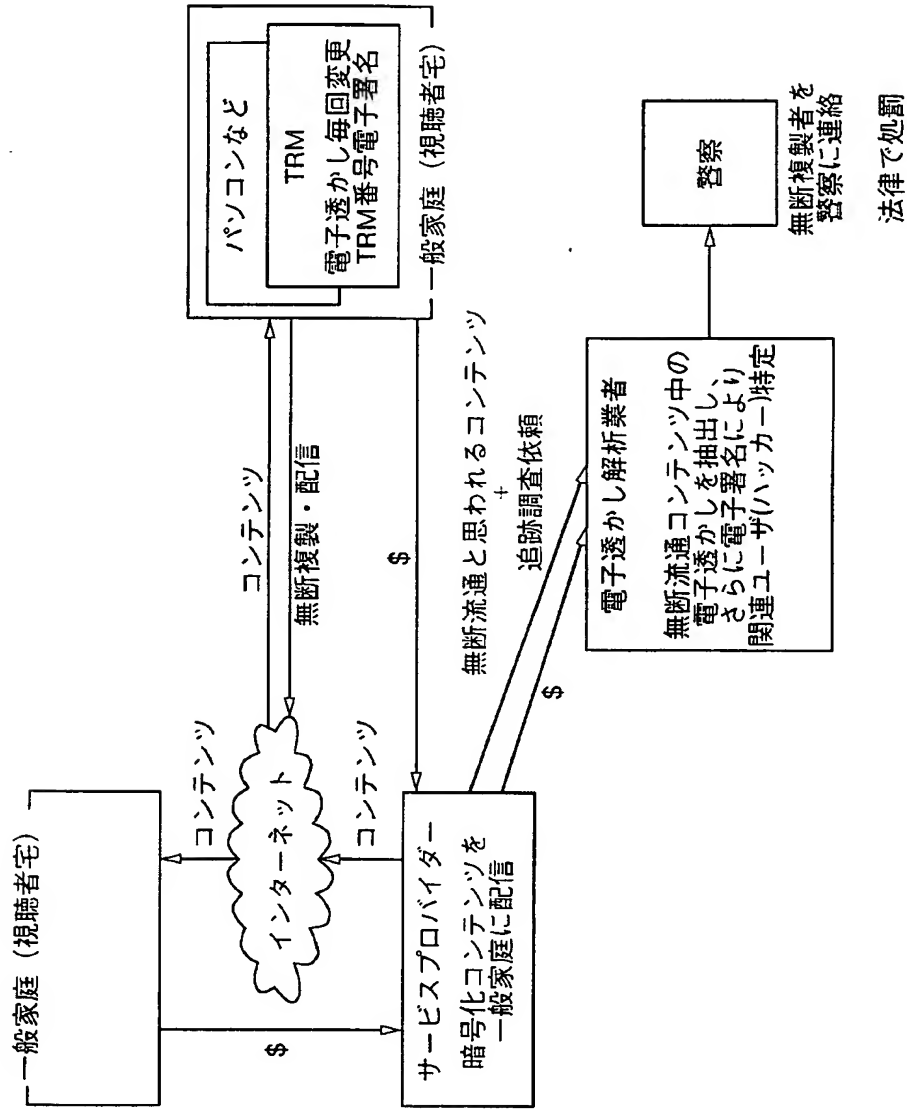 一般家庭（視聴者宅）
$
コンテンツ
インターネット
コンテンツ
サービスプロバイダー
暗号化コンテンツを
一般家庭に配信
コンテンツ
無断複製・配信
パソコンなど
TRM
電子透かし毎回変更
TRM番号電子署名
一般家庭（視聴者宅）
$
無断流通と思われるコンテンツ
+
追跡調査依頼
$
電子透かし解析業者
無断流通コンテンツ中の
電子透かしを抽出し、
さらに電子署名により
関連ユーザ(ハッカー)特定
警察
無断複製者を
警察に連絡
法律で処罰